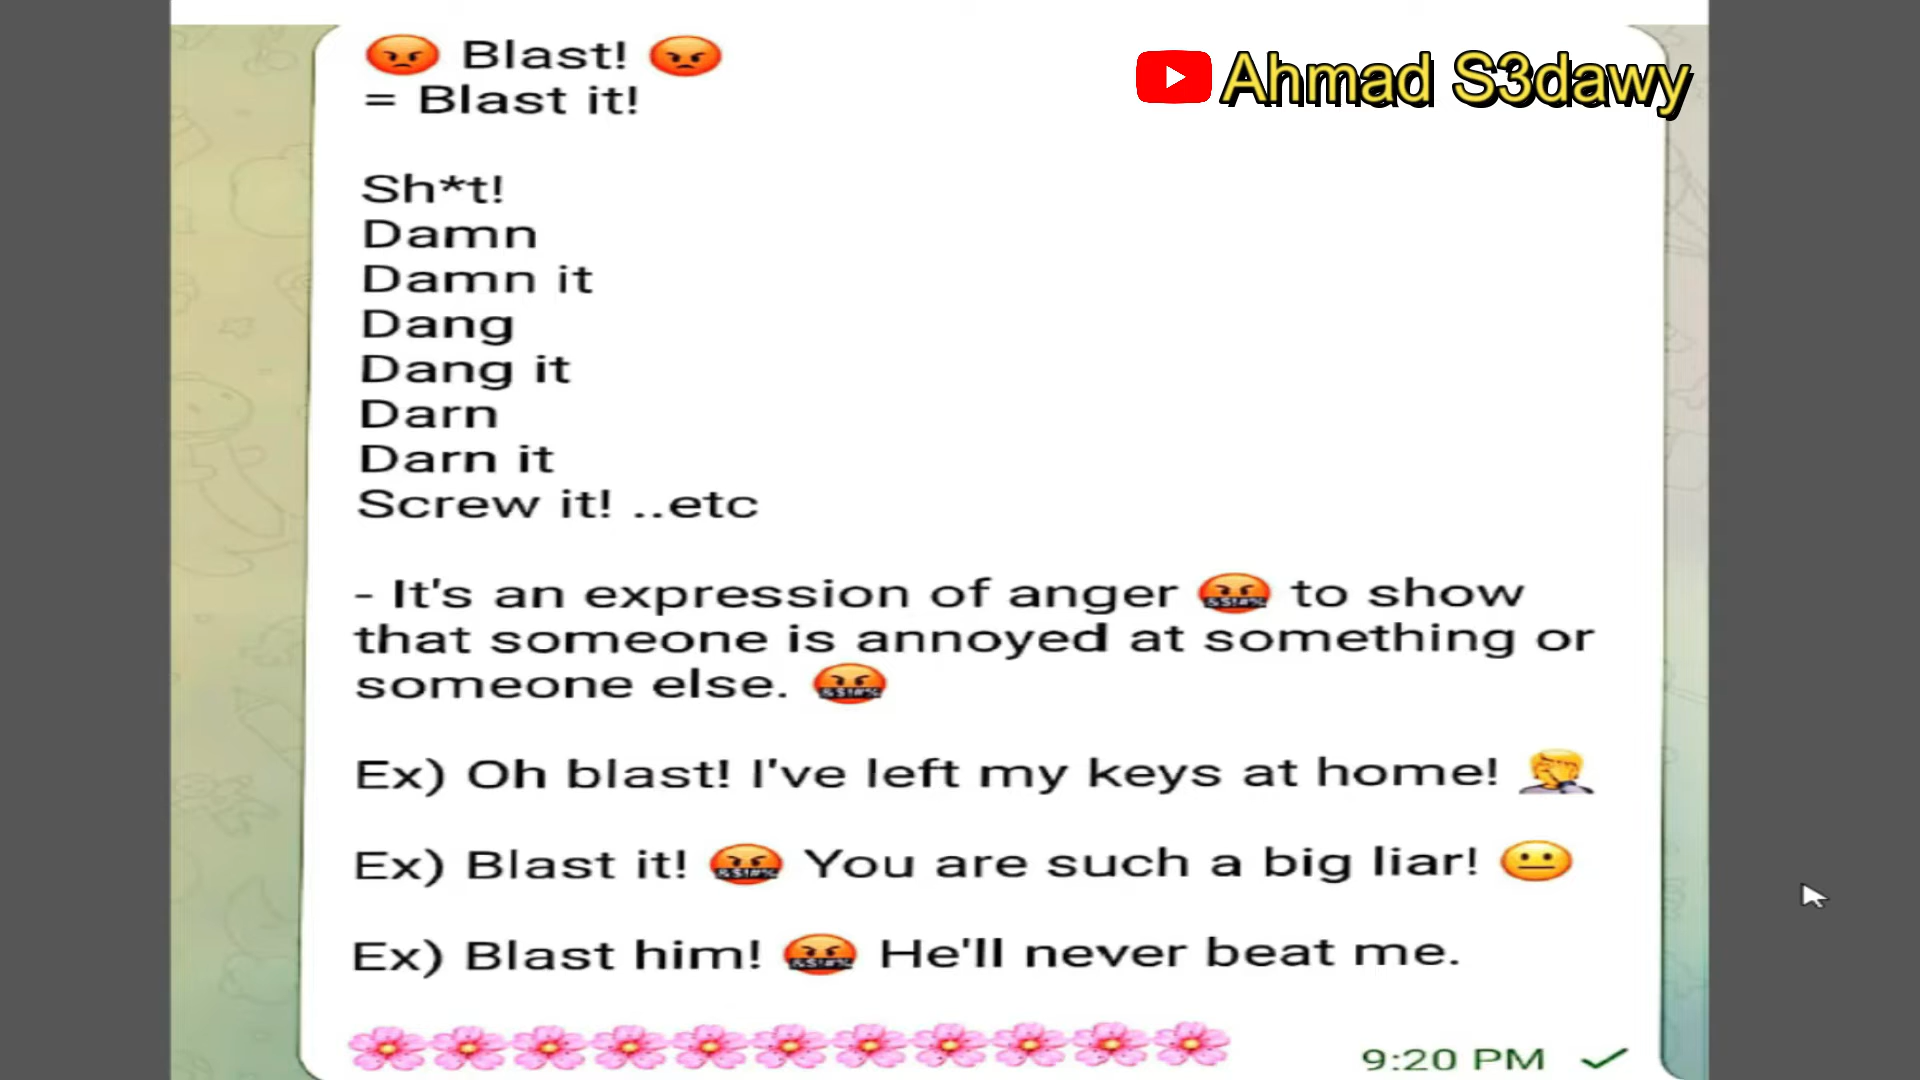 😡 Blast! 😡
= Blast it!
Ahmad S3dawy
Sh*t!
Damn
Damn it
Dang
Dang it
Darn
Darn it
Screw it! ..etc
- It's an expression of anger 🤬 to show
that someone is annoyed at something or
someone else. 🤬
Ex) Oh blast! I've left my keys at home! 🤦
Ex) Blast it! 🤬 You are such a big liar! 😐
Ex) Blast him! 🤬 He'll never beat me.
🌸🌸🌸🌸🌸🌸🌸🌸🌸🌸🌸
9:20 PM ✓